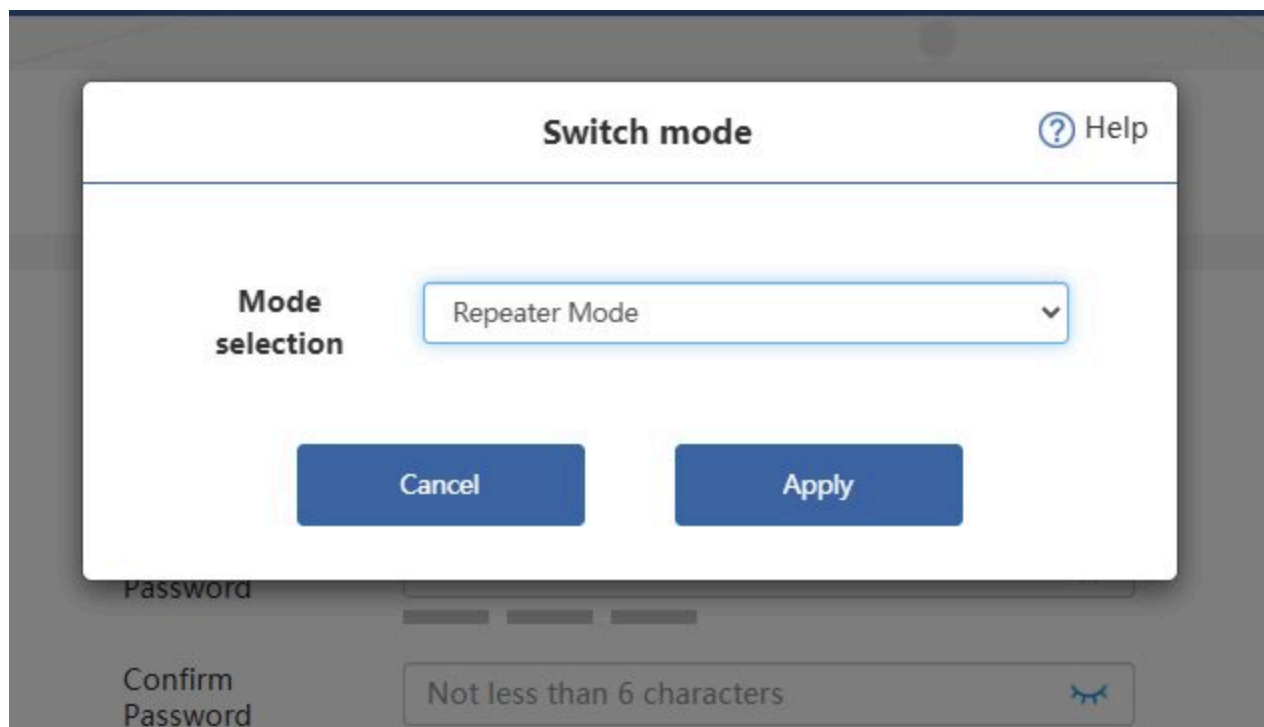 Switch mode
Help
Mode
selection
Repeater Mode
Cancel
Apply
Password
Confirm
Password
Not less than 6 characters